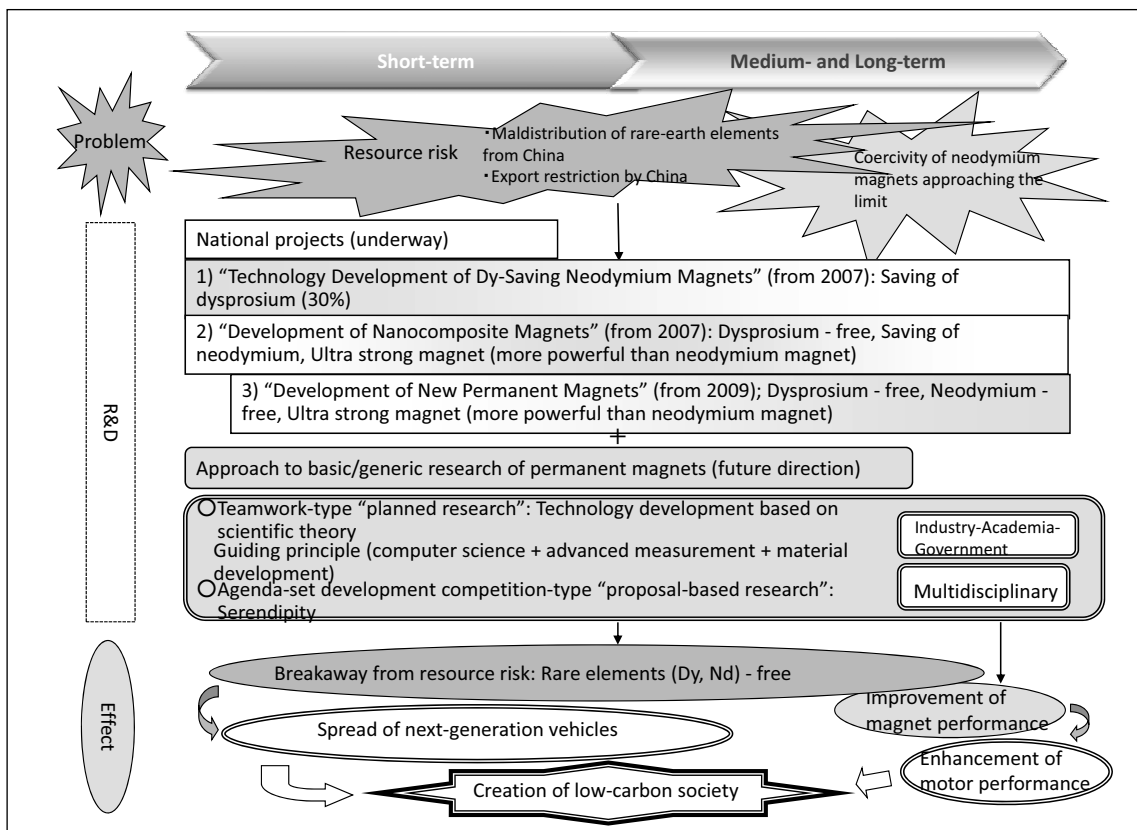 Short-term
Medium- and Long-term
Problem
Resource risk
・Maldistribution of rare-earth elements
from China
・Export restriction by China
Coercivity of neodymium
magnets approaching the
limit
R&D
National projects (underway)
1) “Technology Development of Dy-Saving Neodymium Magnets” (from 2007): Saving of
dysprosium (30%)
2) “Development of Nanocomposite Magnets” (from 2007): Dysprosium - free, Saving of
neodymium, Ultra strong magnet (more powerful than neodymium magnet)
3) “Development of New Permanent Magnets” (from 2009); Dysprosium - free, Neodymium -
free, Ultra strong magnet (more powerful than neodymium magnet)
+
Approach to basic/generic research of permanent magnets (future direction)
○Teamwork-type “planned research”: Technology development based on
scientific theory
Guiding principle (computer science + advanced measurement + material
development)
○Agenda-set development competition-type “proposal-based research”:
Serendipity
Industry-Academia-
Government
Multidisciplinary
Effect
Breakaway from resource risk: Rare elements (Dy, Nd) - free
Improvement of
magnet performance
Spread of next-generation vehicles
Enhancement of
motor performance
Creation of low-carbon society